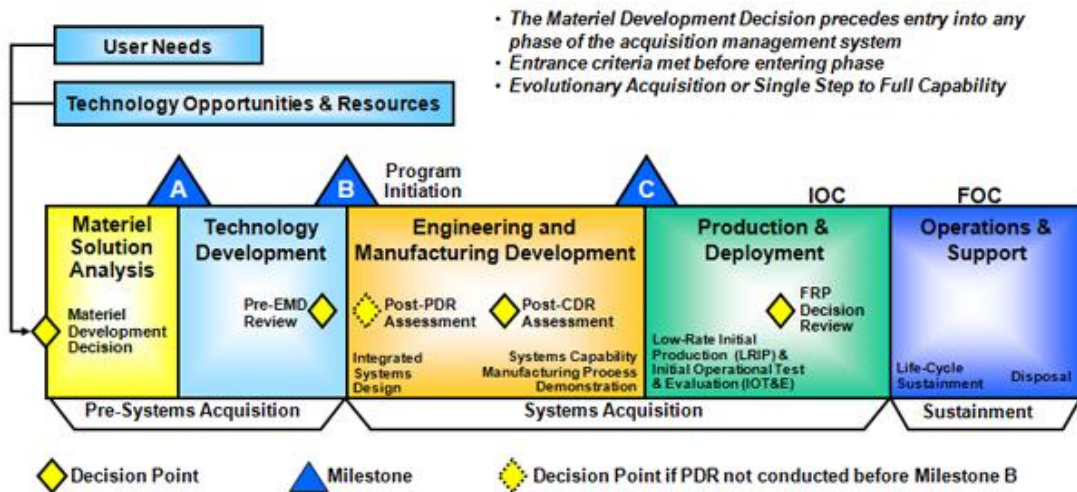 User Needs
Technology Opportunities & Resources
• The Materiel Development Decision precedes entry into any
phase of the acquisition management system
• Entrance criteria met before entering phase
• Evolutionary Acquisition or Single Step to Full Capability
A
B
Program
Initiation
C
IOC
FOC
Materiel
Solution
Analysis
Materiel
Development
Decision
Technology
Development
Pre-EMD
Review
Engineering and
Manufacturing Development
Post-PDR
Assessment
Post-CDR
Assessment
Integrated
Systems
Design
Systems Capability
Manufacturing Process
Demonstration
Production &
Deployment
FRP
Decision
Review
Low-Rate Initial
Production (LRIP) &
Initial Operational Test
& Evaluation (IOT&E)
Operations &
Support
Life-Cycle
Sustainment
Disposal
Pre-Systems Acquisition
Systems Acquisition
Sustainment
Decision Point
Milestone
Decision Point if PDR not conducted before Milestone B